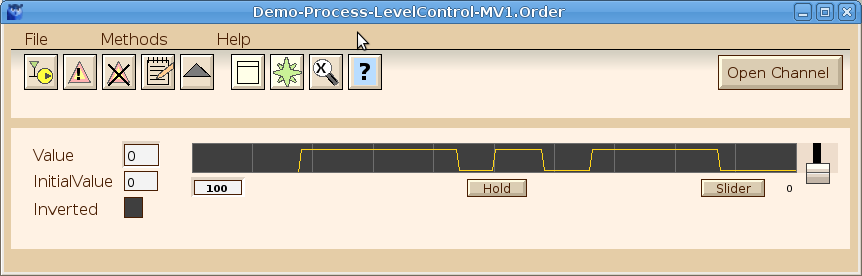 Demo-Process-LevelControl-MV1.Order
File Methods Help
! X ? Open Channel
Value 0
InitialValue 0
Inverted
100 Hold Slider 0